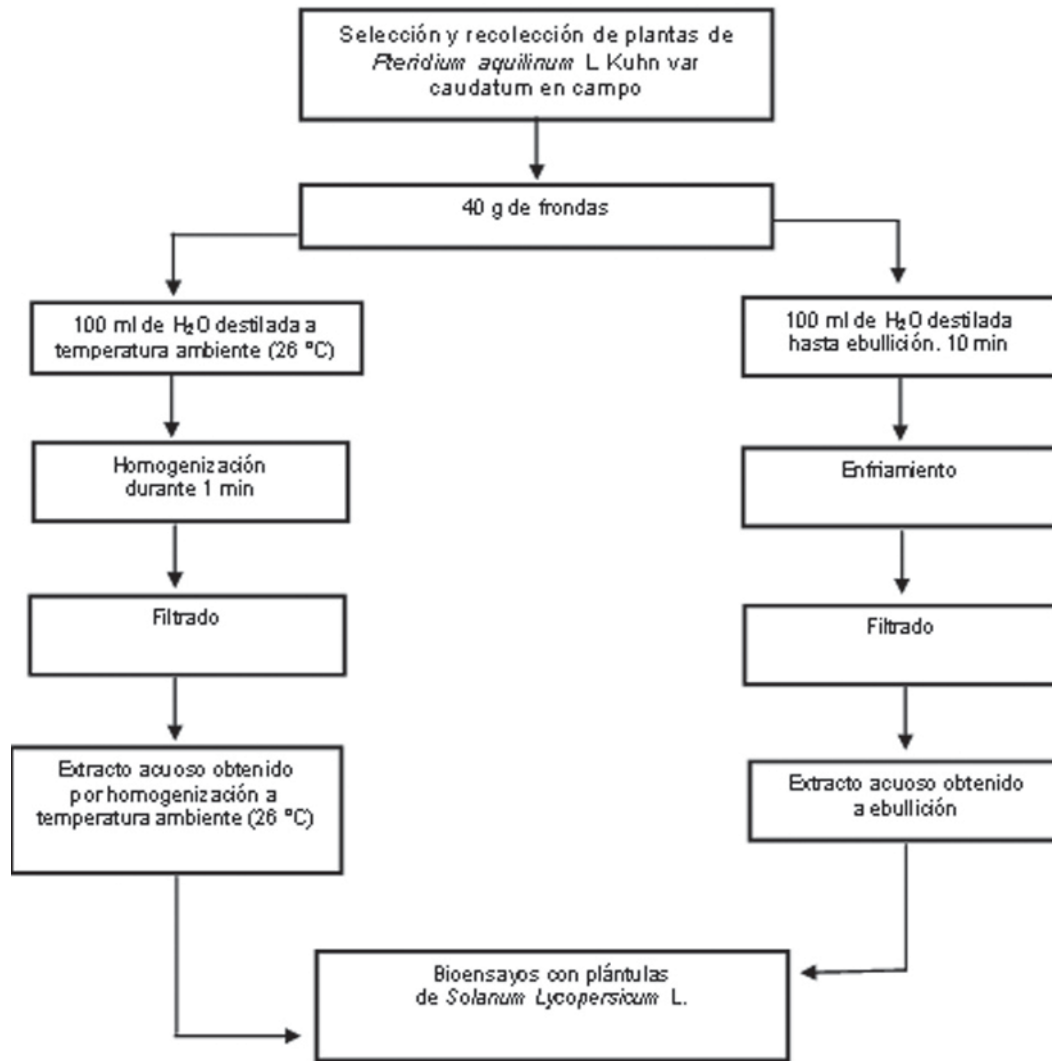 Selección y recolección de plantas de
Pteridium aquilinum L Kuhn var
caudatum en campo
40 g de frondas
100 ml de H₂O destilada a
temperatura ambiente (26 °C)
Homogenización
durante 1 min
Filtrado
Extracto acuoso obtenido
por homogenización a
temperatura ambiente (26 °C)
100 ml de H₂O destilada
hasta ebullición. 10 min
Enfriamiento
Filtrado
Extracto acuoso obtenido
a ebullición
Bioensayos con plántulas
de Solanum Lycopersicum L.